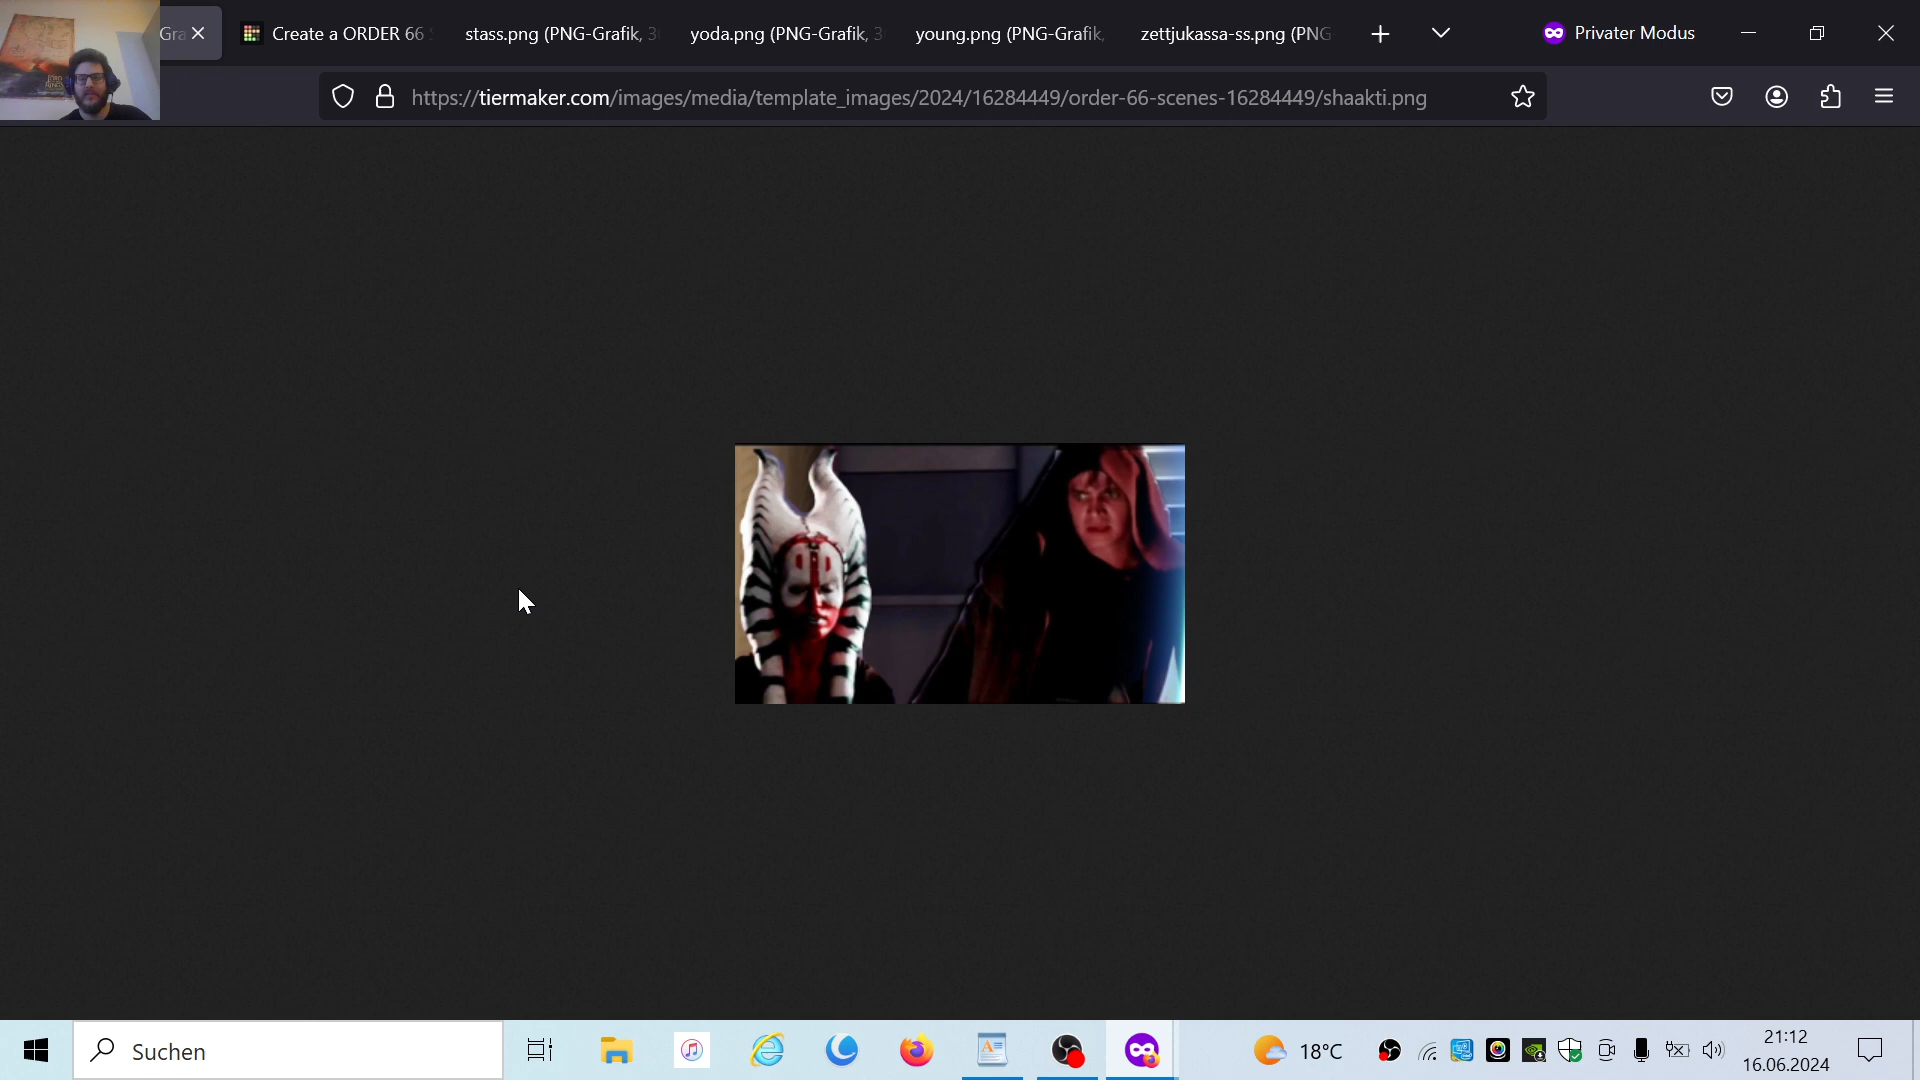 Gra
Create a ORDER 66 S
stass.png (PNG-Grafik, 3
yoda.png (PNG-Grafik, 3
young.png (PNG-Grafik,
zettjukassa-ss.png (PNG
Privater Modus
https://tiermaker.com/images/media/template_images/2024/16284449/order-66-scenes-16284449/shaakti.png
Suchen
18°C
21:12
16.06.2024